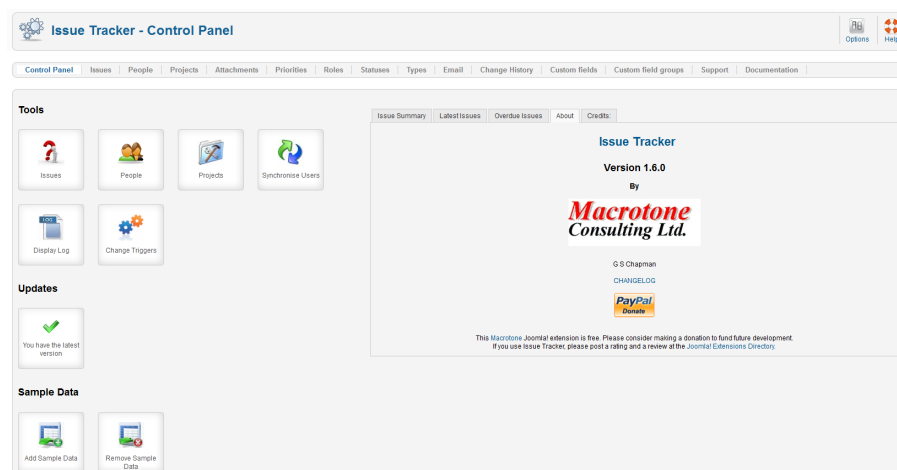 Issue Tracker - Control Panel
Options
Help
Control Panel
Issues
People
Projects
Attachments
Priorities
Roles
Statuses
Types
Email
Change History
Custom fields
Custom field groups
Support
Documentation
Tools
Issues
People
Projects
Synchronise Users
LOG
Display Log
Change Triggers
Updates
You have the latest
version
Sample Data
Add Sample Data
Remove Sample
Data
Issue Summary
Latest Issues
Overdue Issues
About
Credits:
Issue Tracker
Version 1.6.0
By
Macrotone
Consulting Ltd.
G S Chapman
CHANGELOG
PayPal
Donate
This Macrotone Joomla! extension is free. Please consider making a donation to fund future development.
If you use Issue Tracker, please post a rating and a review at the Joomla! Extensions Directory.